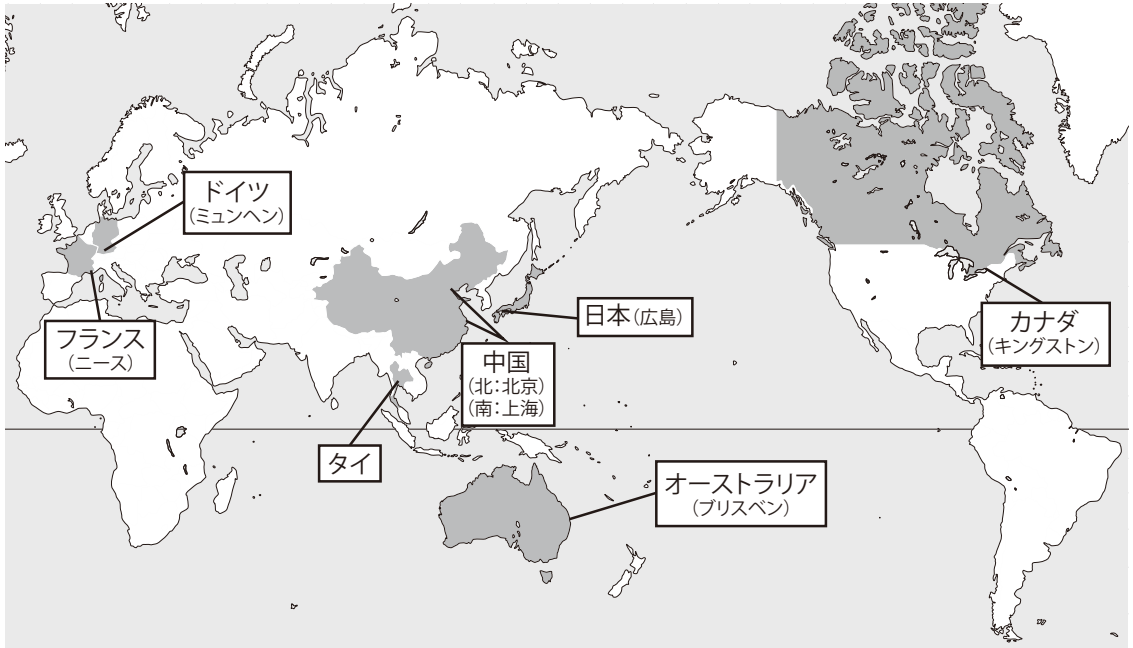 ドイツ
(ミュンヘン)
フランス
(ニース)
日本(広島)
中国
(北:北京)
(南:上海)
カナダ
(キングストン)
タイ
オーストラリア
(ブリスベン)